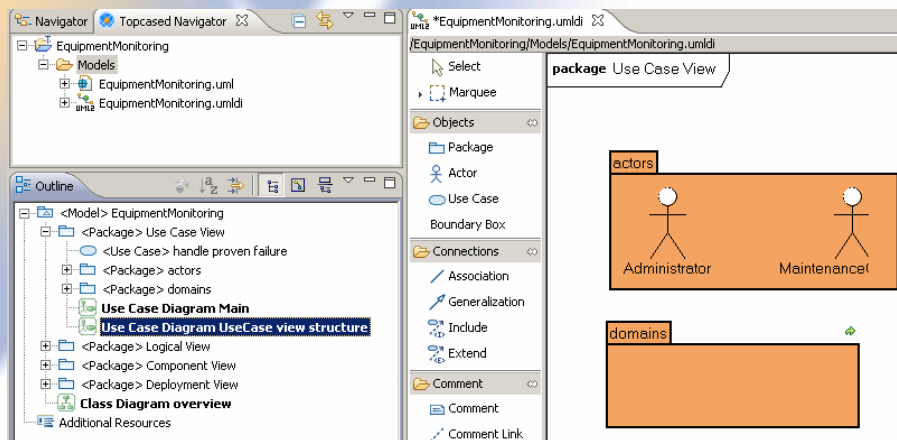 Navigator
Topcased Navigator
EquipmentMonitoring
Models
EquipmentMonitoring.uml
EquipmentMonitoring.umldi
Outline
<Model> EquipmentMonitoring
<Package> Use Case View
<Use Case> handle proven failure
<Package> actors
<Package> domains
Use Case Diagram Main
Use Case Diagram UseCase view structure
<Package> Logical View
<Package> Component View
<Package> Deployment View
Class Diagram overview
Additional Resources
*EquipmentMonitoring.umldi
/EquipmentMonitoring/Models/EquipmentMonitoring.umldi
Select
Marquee
Objects
Package
Actor
Use Case
Boundary Box
Connections
Association
Generalization
Include
Extend
Comment
Comment
Comment Link
package Use Case View
actors
Administrator
Maintenance
domains